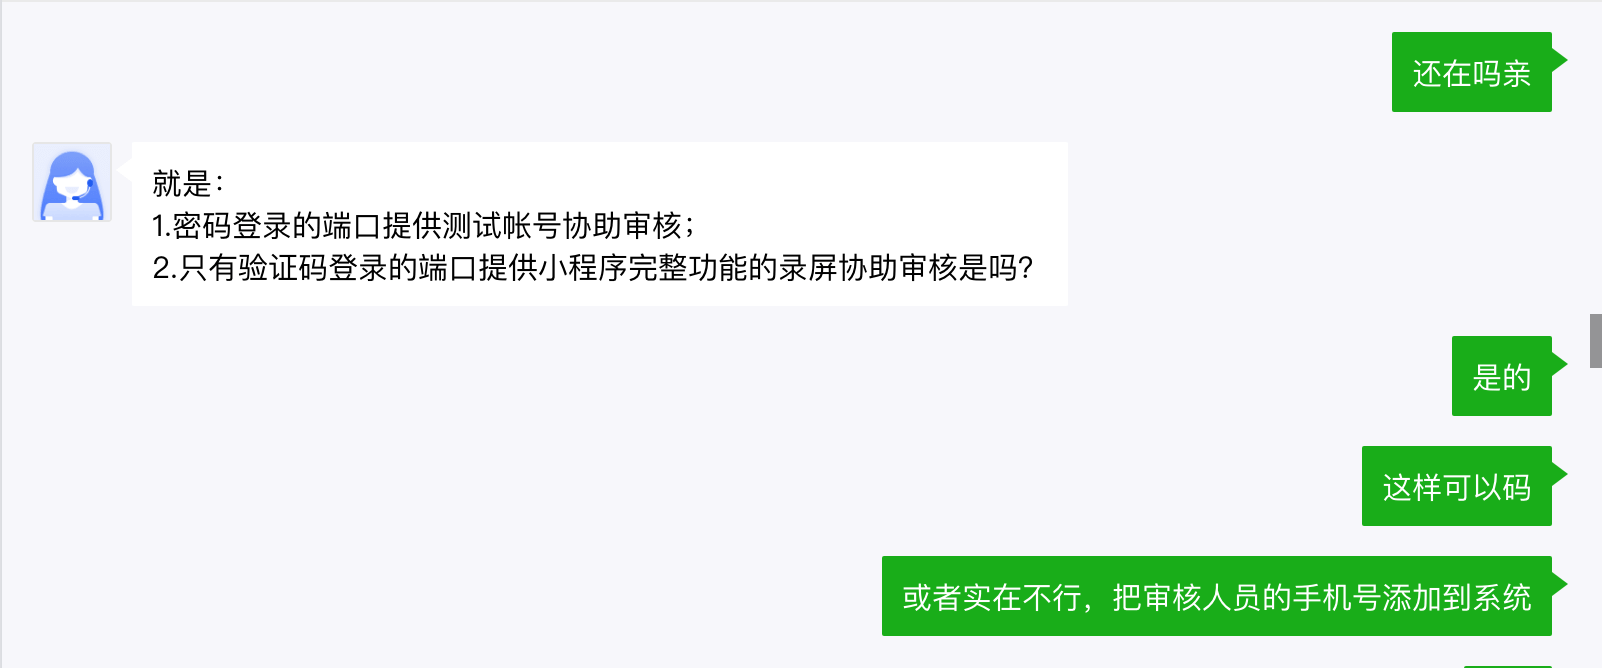 还在吗亲
就是：
1.密码登录的端口提供测试帐号协助审核；
2.只有验证码登录的端口提供小程序完整功能的录屏协助审核是吗？
是的
这样可以码
或者实在不行，把审核人员的手机号添加到系统